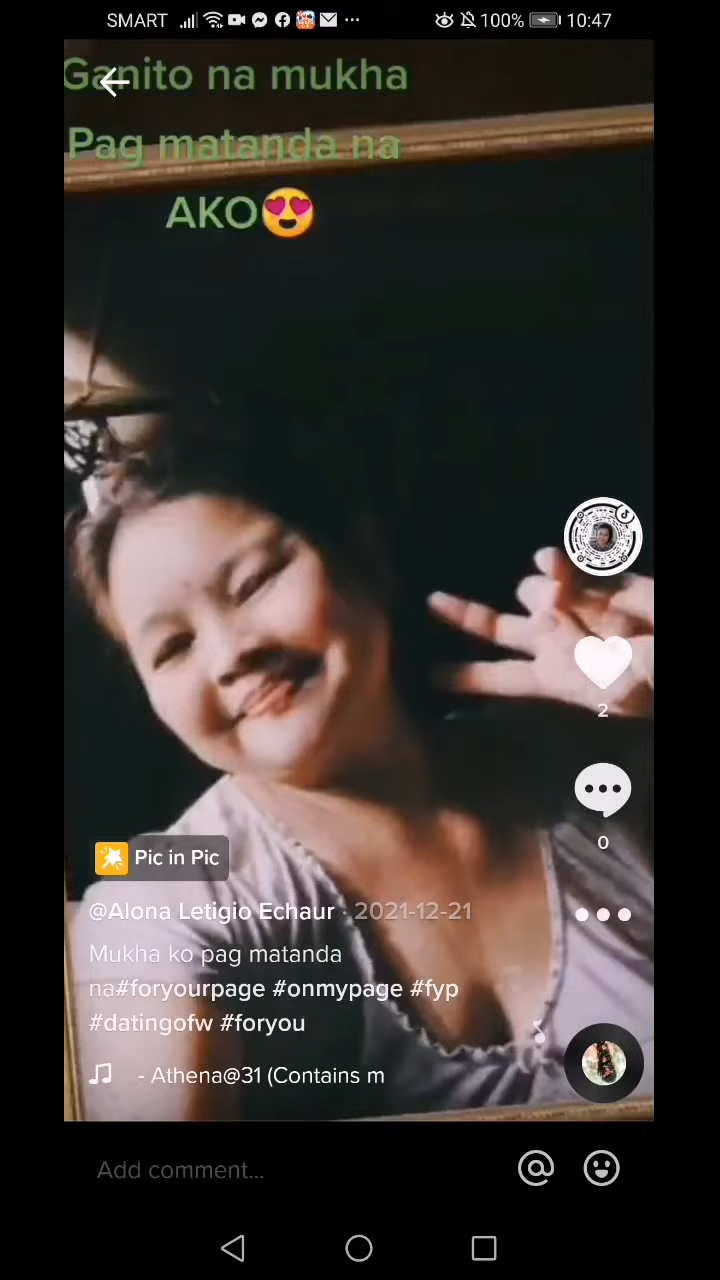 SMART 100% 10:47
Ganito na mukha
Pag matanda na
AKO😍
2
0
Pic in Pic
@Alona Letigio Echaur · 2021-12-21
Mukha ko pag matanda
na#foryourpage #onmypage #fyp
#datingofw #foryou
- Athena@31 (Contains m
Add comment...